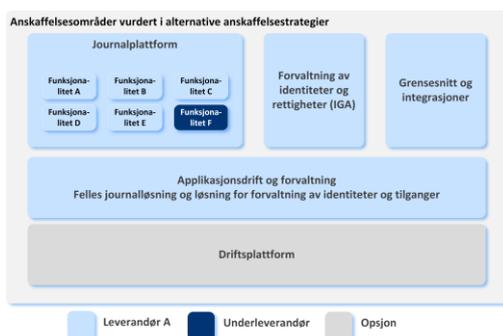 Anskaffelsesområder vurdert i alternative anskaffelsestrategier
Journalplattform
Funksjona-
litet A
Funksjona-
litet B
Funksjona-
litet C
Funksjona-
litet D
Funksjona-
litet E
Funksjona-
litet F
Forvaltning av
identiteter og
rettigheter (IGA)
Grensesnitt og
integrasjoner
Applikasjonsdrift og forvaltning
Felles journalløsning og løsning for forvaltning av identiteter og tilganger
Driftsplattform
Leverandør A
Underleverandør
Opsjon